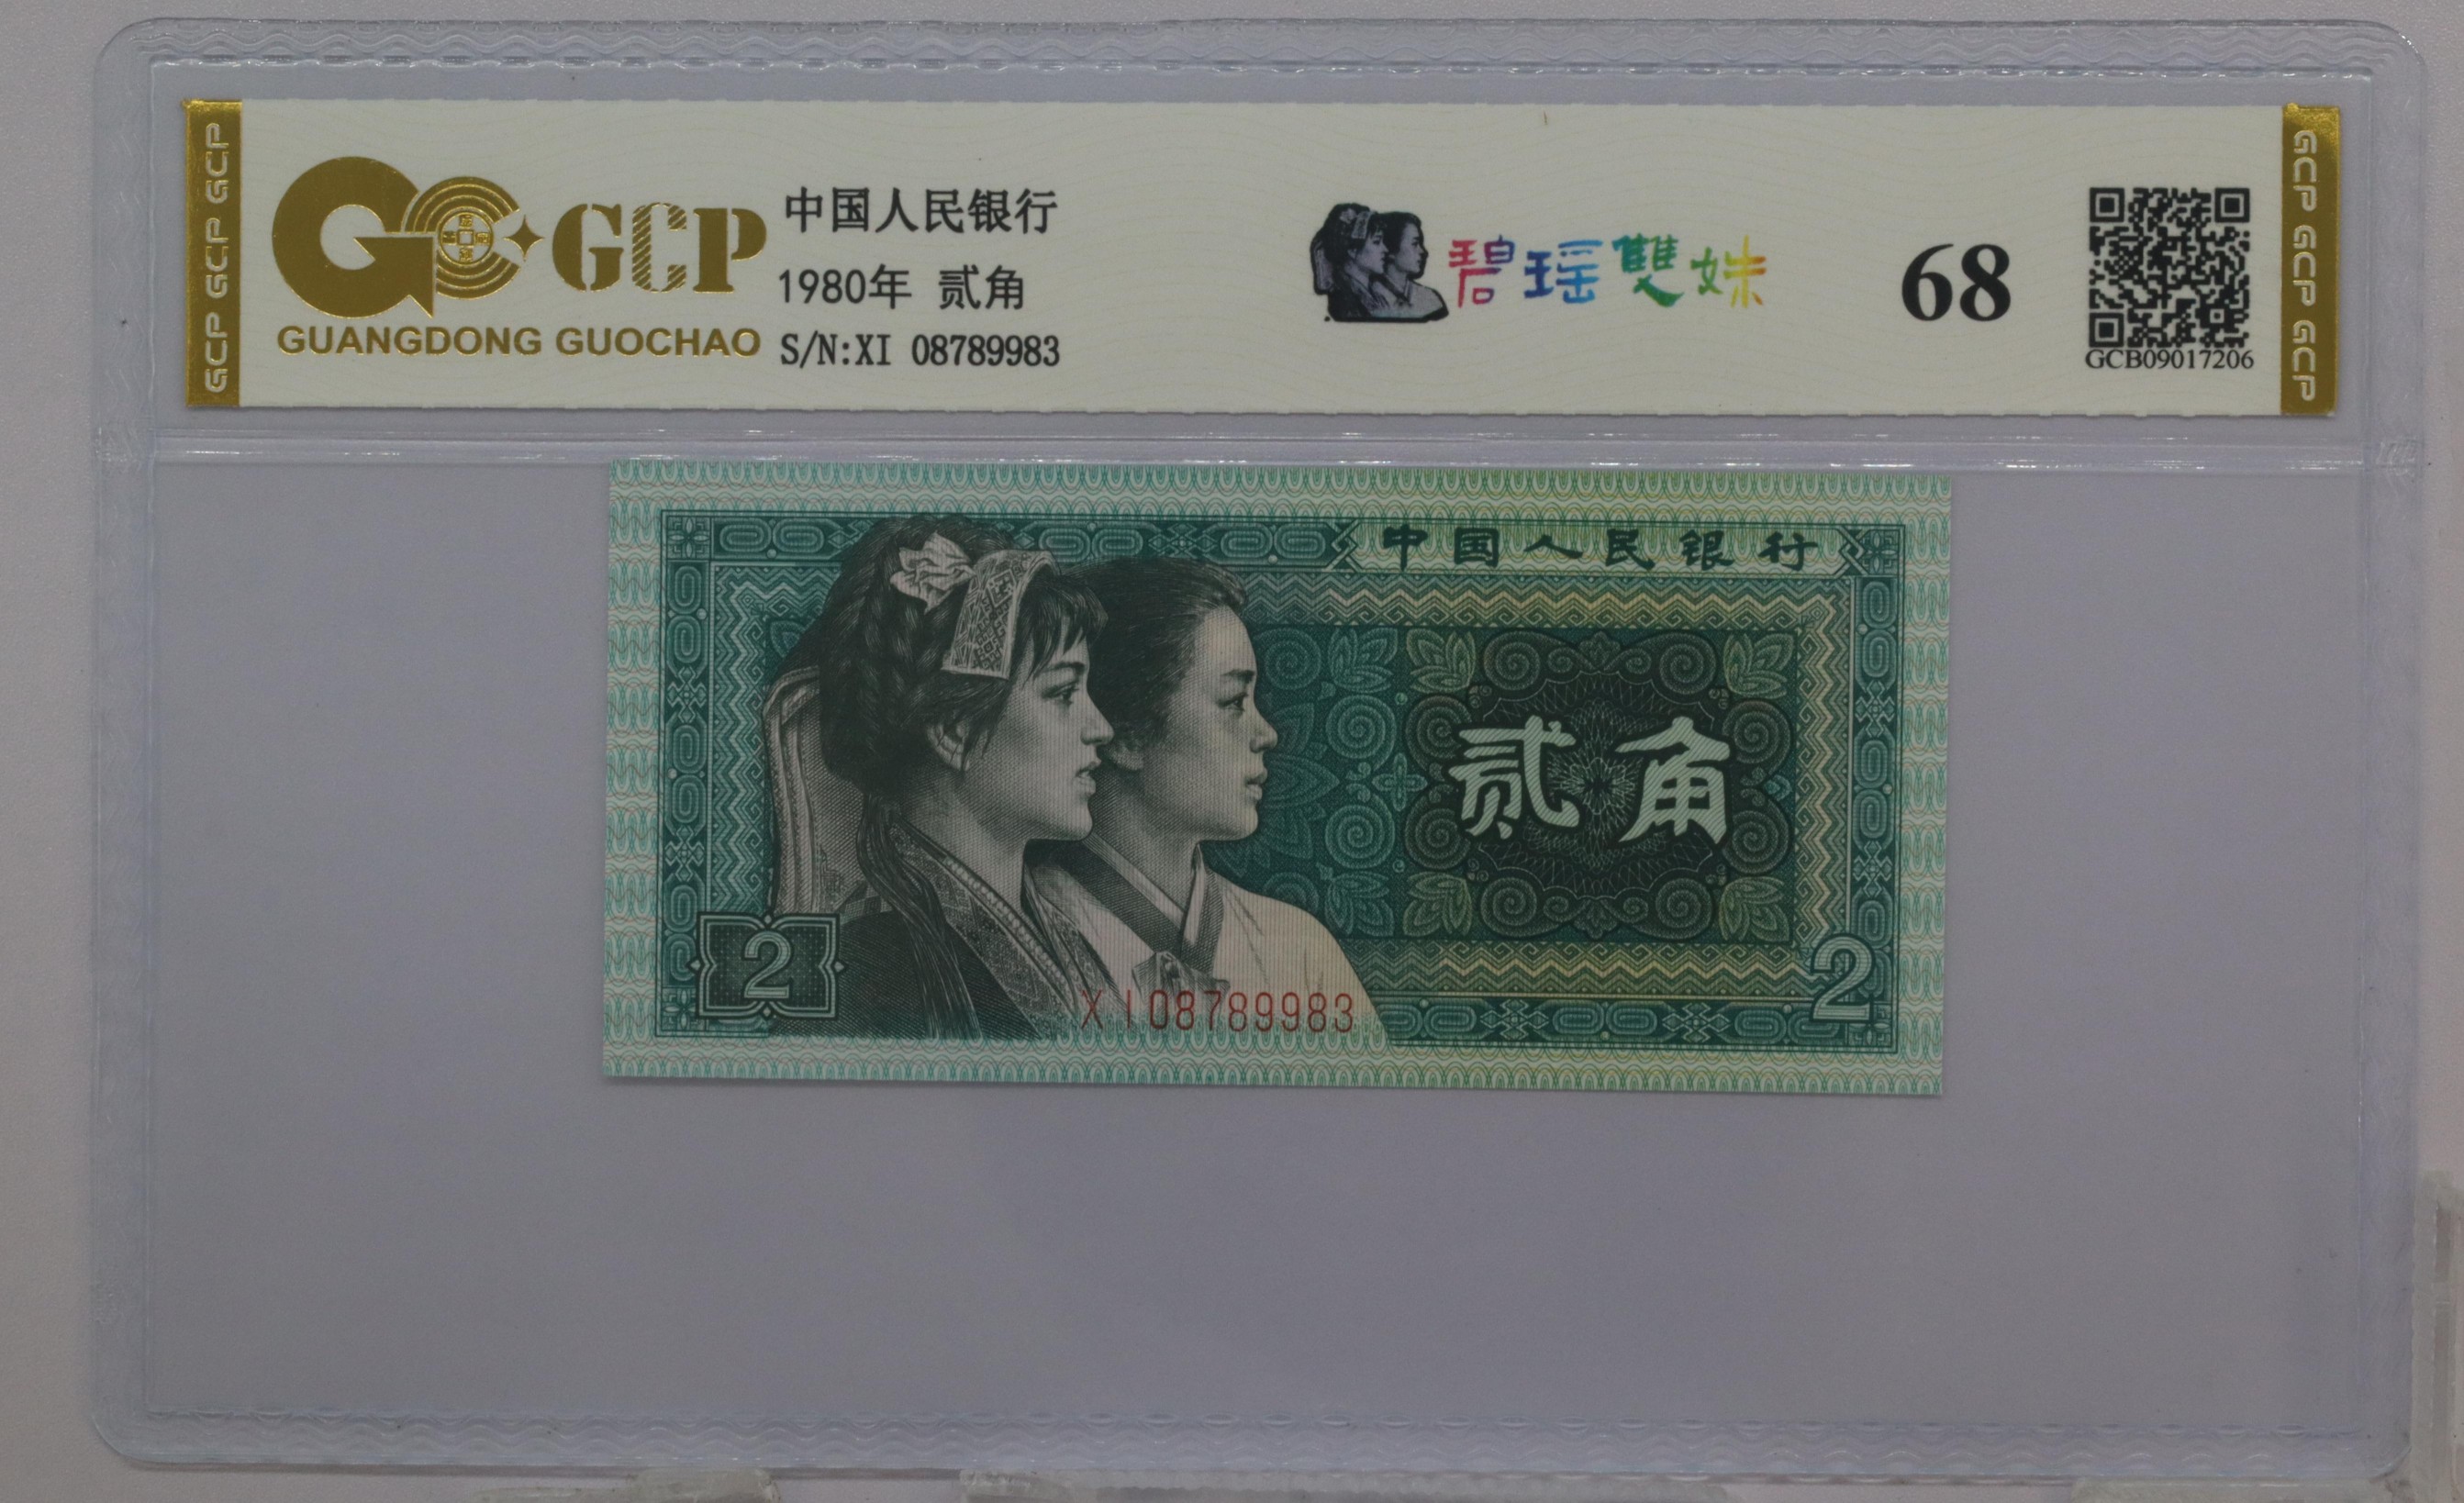 GCP GCP GCP
GCP
GUANGDONG GUOCHAO
中国人民银行
1980年 贰角
S/N:XI 08789983
碧瑶雙姝
68
GCB09017206
GCP GCP GCP
中国人民银行
贰角
2
XI08789983
2